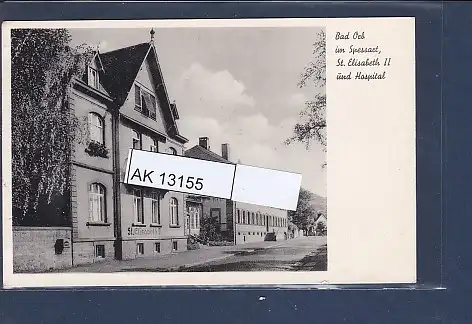 Bad Orb
im Spessart,
St. Elisabeth II
und Hospital
AK 13155